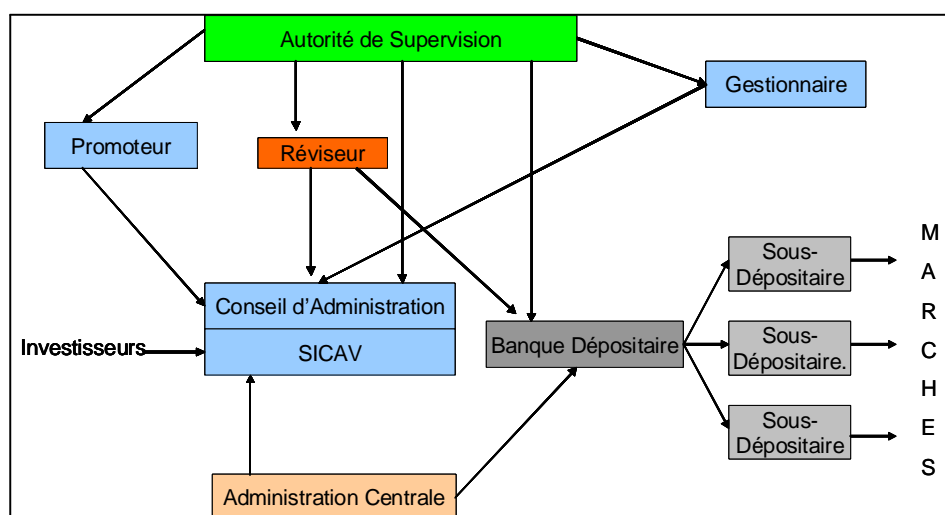 Autorité de Supervision
Gestionnaire
Promoteur
Réviseur
Conseil d'Administration
SICAV
Investisseurs
Banque Dépositaire
Sous-
Dépositaire
Sous-
Dépositaire.
Sous-
Dépositaire
M
A
R
C
H
E
S
Administration Centrale